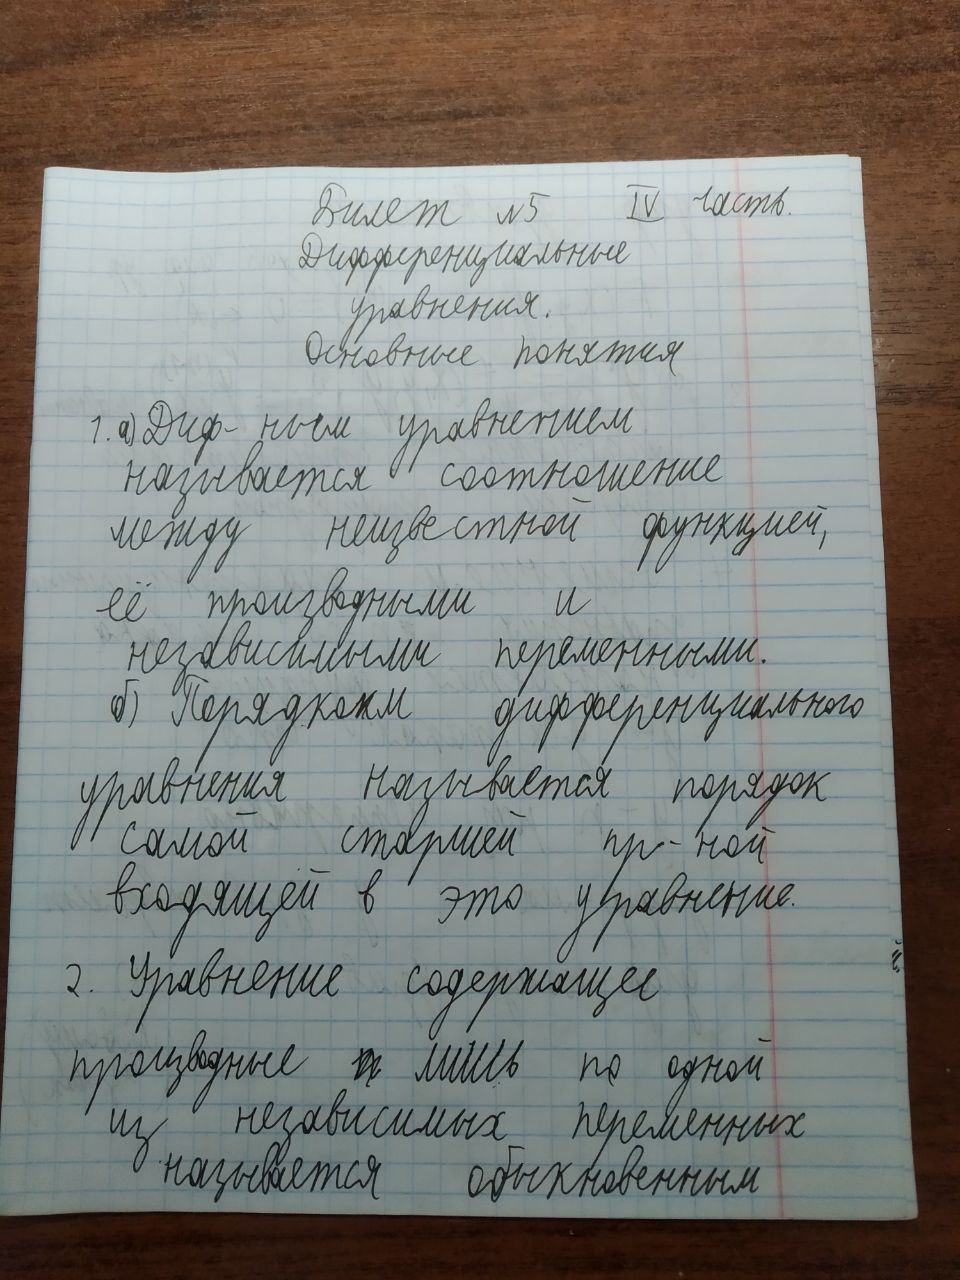 Билет №5 IV часть.
Дифференциальные
уравнения.
Основные понятия
1. а) Диф-ным уравнением
называется соотношение
между неизвестной функцией,
её производными и
независимыми переменными.
б) Порядком дифференциального
уравнения называется порядок
самой старшей пр-ной
входящей в это уравнение.
2. Уравнение содержащее
производные лишь по одной
из независимых переменных
называется обыкновенным